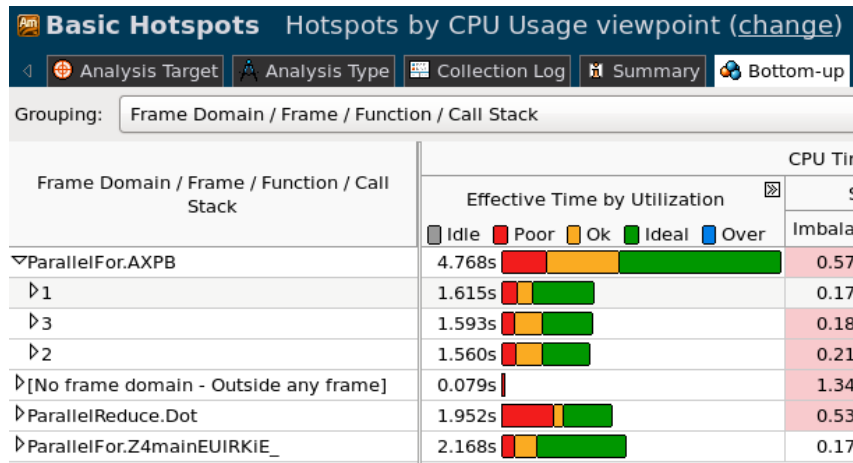 Am Basic Hotspots Hotspots by CPU Usage viewpoint (change)
Analysis Target Analysis Type Collection Log Summary Bottom-up
Grouping: Frame Domain / Frame / Function / Call Stack
CPU Tir
Frame Domain / Frame / Function / Call
Stack
Effective Time by Utilization
S
Idle Poor Ok Ideal Over Imbala
ParallelFor.AXPB 4.768s 0.57
1 1.615s 0.17
3 1.593s 0.18
2 1.560s 0.21
[No frame domain - Outside any frame] 0.079s 1.34
ParallelReduce.Dot 1.952s 0.53
ParallelFor.Z4mainEUlRKiE_ 2.168s 0.17